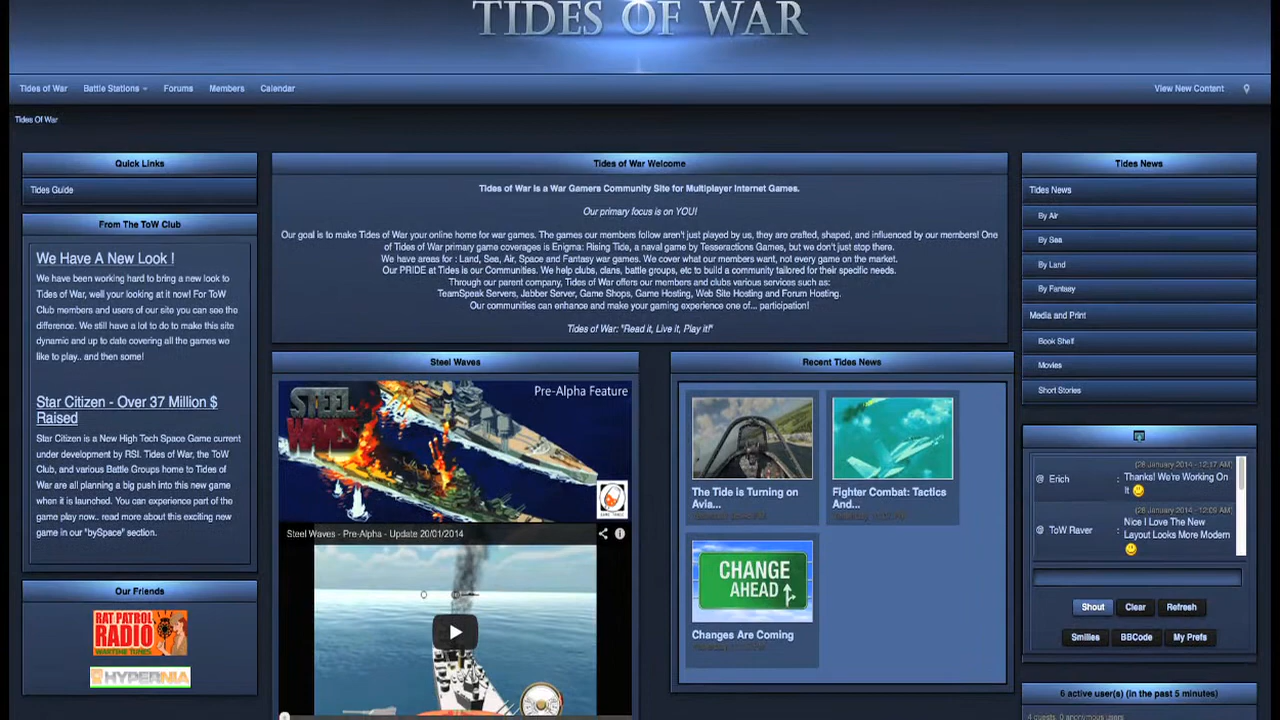 TIDES OF WAR
Tides of War
Battle Stations
Forums
Members
Calendar
View New Content
Tides Of War
Quick Links
Tides Guide
From The ToW Club
We Have A New Look !
We have been working hard to bring a new look to
Tides of War, well your looking at it now! For ToW
Club members and users of our site you can see the
difference. We still have a lot to do to make this site
dynamic and up to date covering all the games we
like to play.. and then some!
Star Citizen - Over 37 Million $
Raised
Star Citizen is a New High Tech Space Game current
under development by RSI. Tides of War, the ToW
Club, and various Battle Groups home to Tides of
War are all planning a big push into this new game
when it is launched. You can experience part of the
game play now.. read more about this exciting new
game in our "bySpace" section.
Our Friends
RAT PATROL
RADIO
WARTIME TUNES
HYPERNIA
Tides of War Welcome
Tides of War is a War Gamers Community Site for Multiplayer Internet Games.
Our primary focus is on YOU!
Our goal is to make Tides of War your online home for war games. The games our members follow aren't just played by us, they are crafted, shaped, and influenced by our members! One
of Tides of War primary game coverages is Enigma: Rising Tide, a naval game by Tesseractions Games, but we don't just stop there.
We have areas for : Land, Sea, Air, Space and Fantasy war games. We cover what our members want, not every game on the market.
Our PRIDE at Tides is our Communities. We help clubs, clans, battle groups, etc to build a community tailored for their specific needs.
Through our parent company, Tides of War offers our members and clubs various services such as:
TeamSpeak Servers, Jabber Server, Game Shops, Game Hosting, Web Site Hosting and Forum Hosting.
Our communities can enhance and make your gaming experience one of... participation!
Tides of War: "Read it, Live it, Play it!"
Steel Waves
STEEL
WAVES
Pre-Alpha Feature
Steel Waves - Pre-Alpha - Update 20/01/2014
Recent Tides News
The Tide is Turning on
Avia...
Fighter Combat: Tactics
And...
CHANGE
AHEAD
Changes Are Coming
Tides News
Tides News
By Air
By Sea
By Land
By Fantasy
Media and Print
Book Shelf
Movies
Short Stories
(28 January 2014 - 12:17 AM)
@ Erich : Thanks! We're Working On
It
(28 January 2014 - 12:09 AM)
@ ToW Raver : Nice I Love The New
Layout Looks More Modern
Shout
Clear
Refresh
Smilies
BBCode
My Prefs
6 active user(s) (in the past 5 minutes)
4 guests, 0 anonymous users